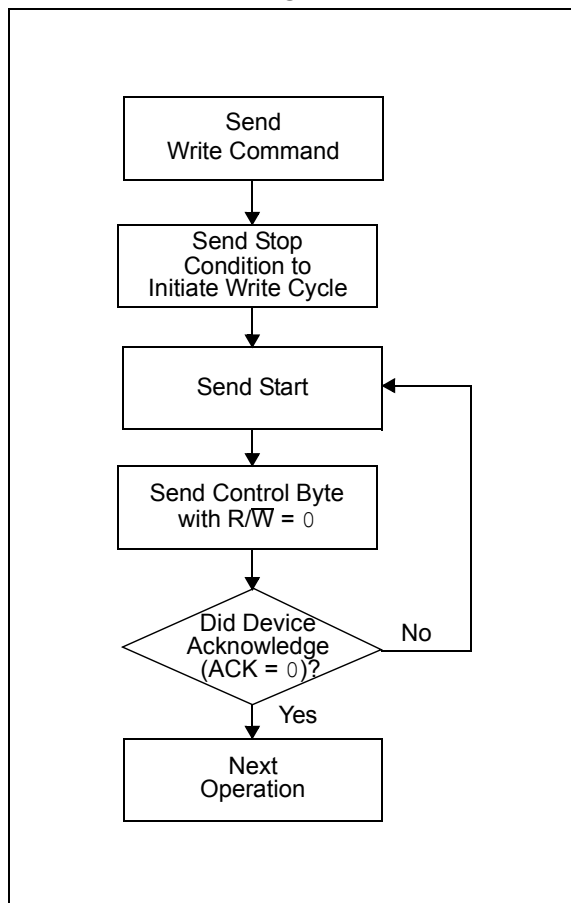 Send
Write Command
Send Stop
Condition to
Initiate Write Cycle
Send Start
Send Control Byte
with R/W̅ = 0
Did Device
Acknowledge
(ACK = 0)?
No
Yes
Next
Operation